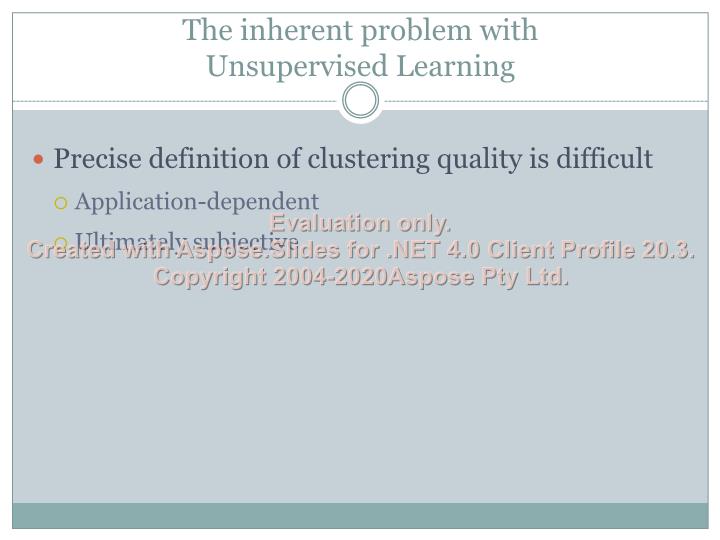 The inherent problem with
Unsupervised Learning
Precise definition of clustering quality is difficult
Application-dependent
Ultimately subjective
Evaluation only.
Created with Aspose.Slides for .NET 4.0 Client Profile 20.3.
Copyright 2004-2020Aspose Pty Ltd.